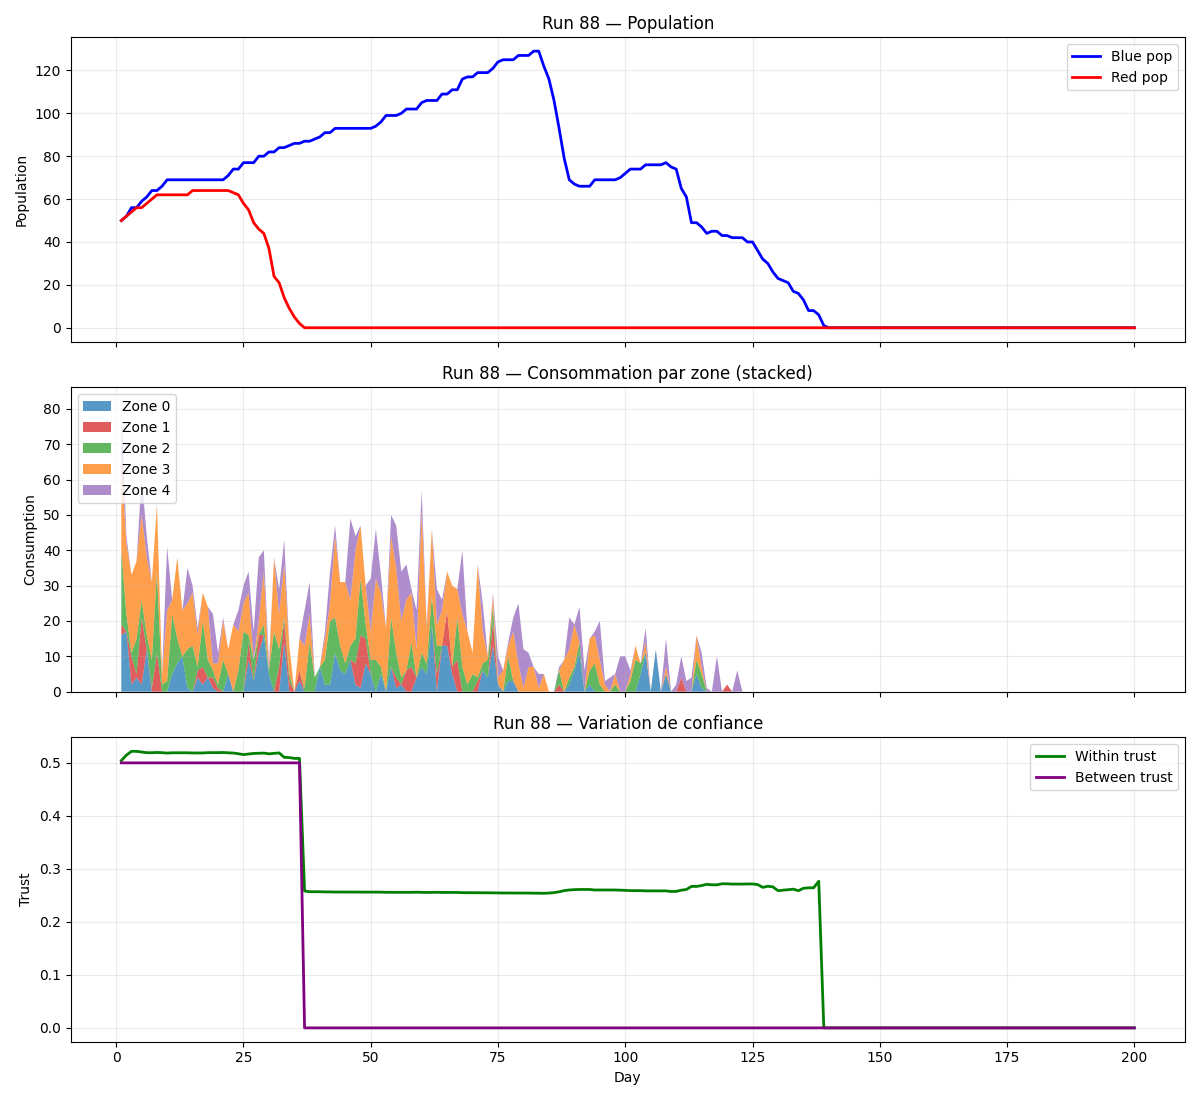 Run 88 — Population
Population
120
100
80
60
40
20
0
Blue pop
Red pop
Run 88 — Consommation par zone (stacked)
Consumption
80
70
60
50
40
30
20
10
0
Zone 0
Zone 1
Zone 2
Zone 3
Zone 4
Run 88 — Variation de confiance
Trust
0.5
0.4
0.3
0.2
0.1
0.0
Within trust
Between trust
0 25 50 75 100 125 150 175 200
Day